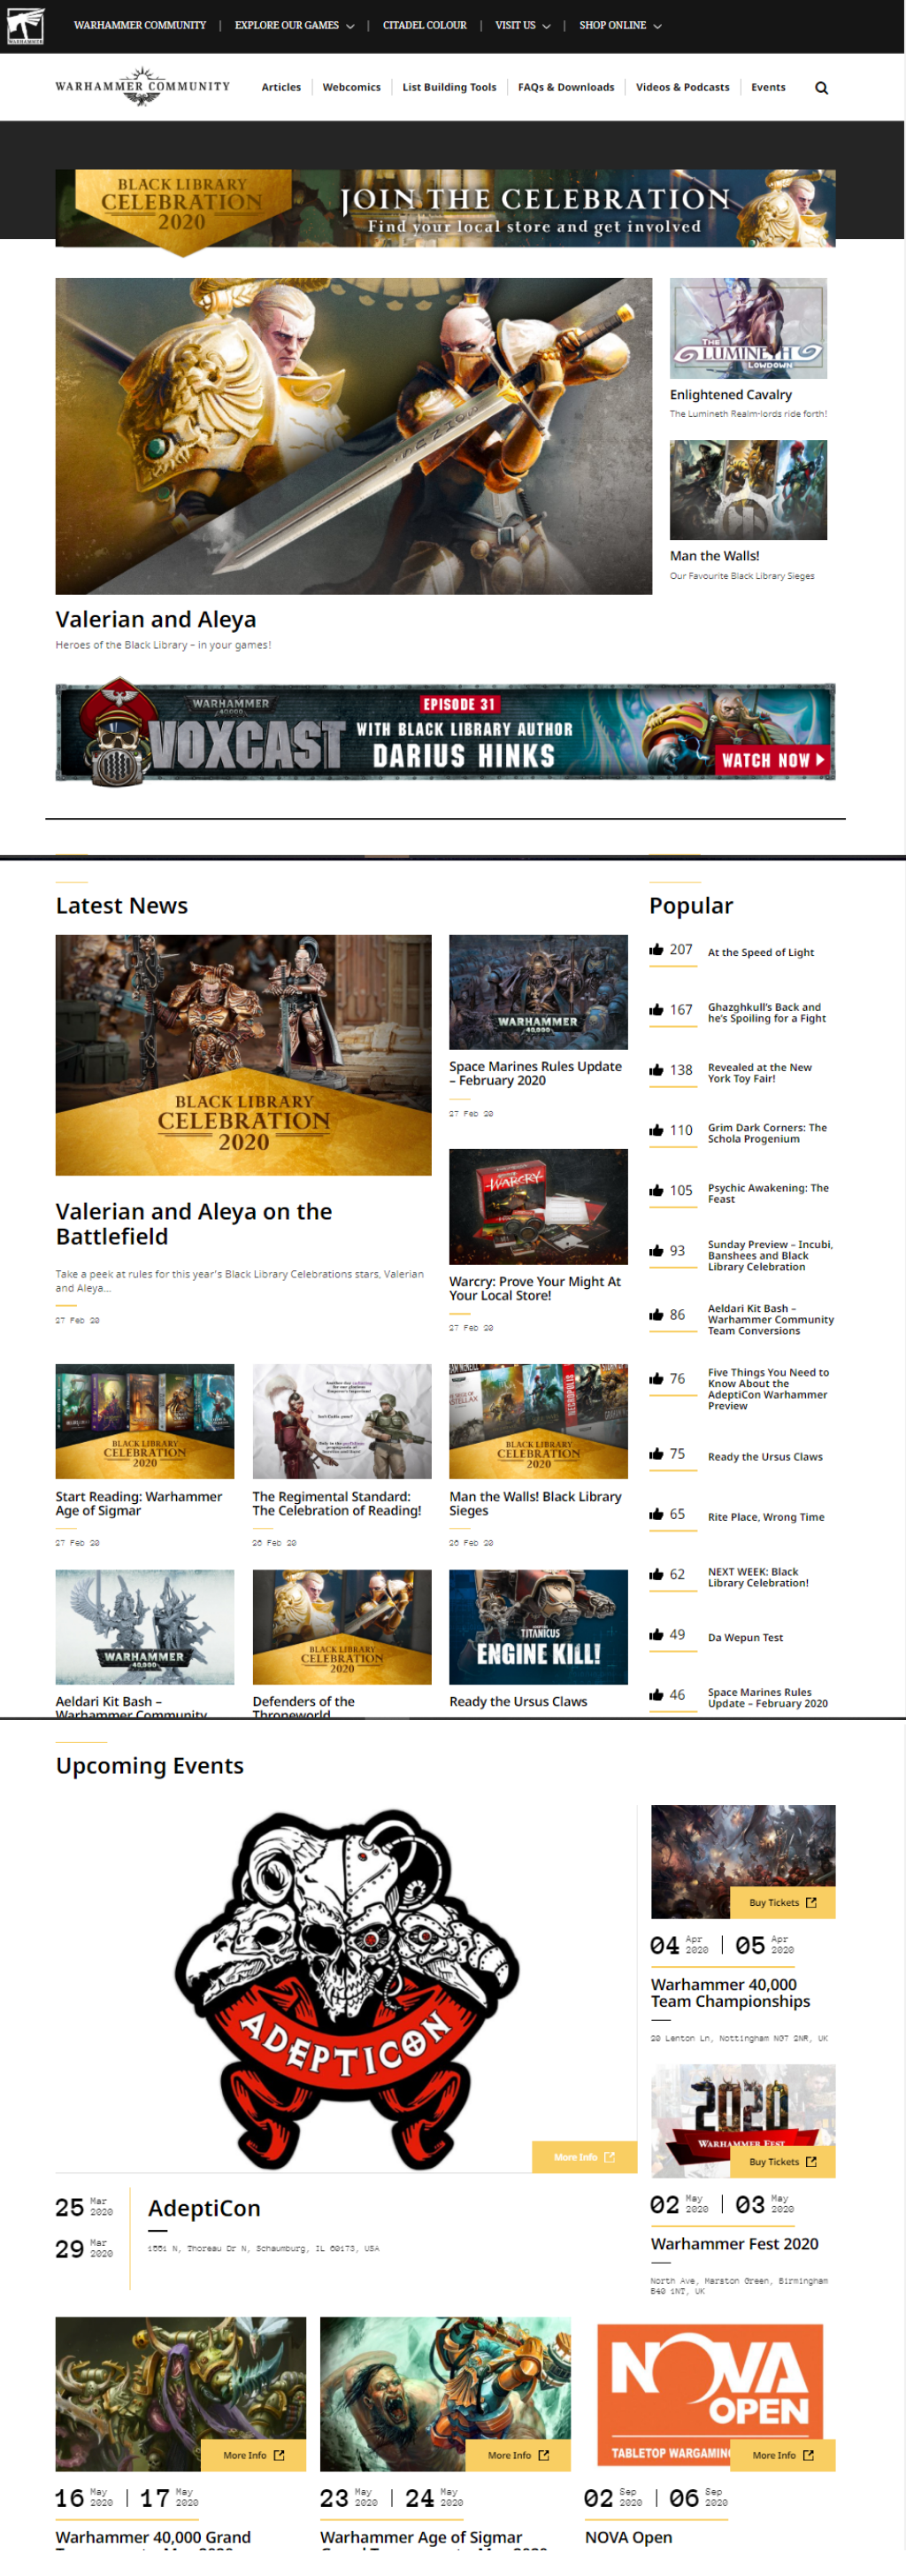 WARHAMMER COMMUNITY | EXPLORE OUR GAMES | CITADEL COLOUR | VISIT US | SHOP ONLINE
WARHAMMER COMMUNITY
Articles Webcomics List Building Tools FAQs & Downloads Videos & Podcasts Events
BLACK LIBRARY
CELEBRATION
2020
JOIN THE CELEBRATION
Find your local store and get involved
THE
LUMINETH
LOWDOWN
Enlightened Cavalry
The Lumineth Realm-lords ride forth!
Man the Walls!
Our Favourite Black Library Sieges
Valerian and Aleya
Heroes of the Black Library – in your games!
WARHAMMER
40,000
VOXCAST
EPISODE 31
WITH BLACK LIBRARY AUTHOR
DARIUS HINKS
WATCH NOW
Latest News
BLACK LIBRARY
CELEBRATION
2020
Valerian and Aleya on the
Battlefield
Take a peek at rules for this year's Black Library Celebrations stars, Valerian
and Aleya...
27 Feb 20
WARHAMMER
40,000
Space Marines Rules Update
– February 2020
27 Feb 20
WARCRY
Warcry: Prove Your Might At
Your Local Store!
27 Feb 20
BLACK LIBRARY
CELEBRATION
2020
Start Reading: Warhammer
Age of Sigmar
27 Feb 20
The Regimental Standard:
The Celebration of Reading!
26 Feb 20
NECROPOLIS
BLACK LIBRARY
CELEBRATION
2020
Man the Walls! Black Library
Sieges
26 Feb 20
WARHAMMER
40,000
Aeldari Kit Bash –
Warhammer Community
BLACK LIBRARY
CELEBRATION
2020
Defenders of the
Throneworld
TITANICUS
ENGINE KILL!
Ready the Ursus Claws
Popular
207 At the Speed of Light
167 Ghazghkull's Back and
he's Spoiling for a Fight
138 Revealed at the New
York Toy Fair!
110 Grim Dark Corners: The
Schola Progenium
105 Psychic Awakening: The
Feast
93 Sunday Preview – Incubi,
Banshees and Black
Library Celebration
86 Aeldari Kit Bash –
Warhammer Community
Team Conversions
76 Five Things You Need to
Know About the
AdeptiCon Warhammer
Preview
75 Ready the Ursus Claws
65 Rite Place, Wrong Time
62 NEXT WEEK: Black
Library Celebration!
49 Da Wepun Test
46 Space Marines Rules
Update – February 2020
Upcoming Events
ADEPTICON
More Info
25 Mar 2020
29 Mar 2020
AdeptiCon
1551 N, Thoreau Dr N, Schaumburg, IL 60173, USA
Buy Tickets
04 Apr 2020 | 05 Apr 2020
Warhammer 40,000
Team Championships
20 Lenton Ln, Nottingham NG7 2NR, UK
2020
WARHAMMER FEST
Buy Tickets
02 May 2020 | 03 May 2020
Warhammer Fest 2020
North Ave, Marston Green, Birmingham
B40 1NT, UK
More Info
16 May 2020 | 17 May 2020
Warhammer 40,000 Grand
More Info
23 May 2020 | 24 May 2020
Warhammer Age of Sigmar
NOVA
OPEN
TABLETOP WARGAMING
More Info
02 Sep 2020 | 06 Sep 2020
NOVA Open